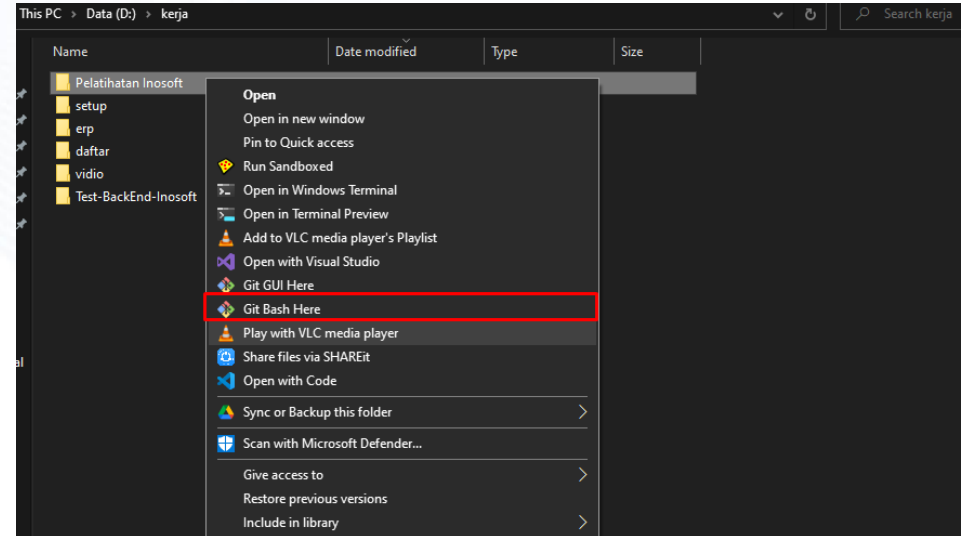 This PC > Data (D:) > kerja
Search kerja
Name Date modified Type Size
Pelatihatan Inosoft
setup
erp
daftar
vidio
Test-BackEnd-Inosoft
al
Open
Open in new window
Pin to Quick access
Run Sandboxed
Open in Windows Terminal
Open in Terminal Preview
Add to VLC media player's Playlist
Open with Visual Studio
Git GUI Here
Git Bash Here
Play with VLC media player
Share files via SHAREit
Open with Code
Sync or Backup this folder
Scan with Microsoft Defender...
Give access to
Restore previous versions
Include in library